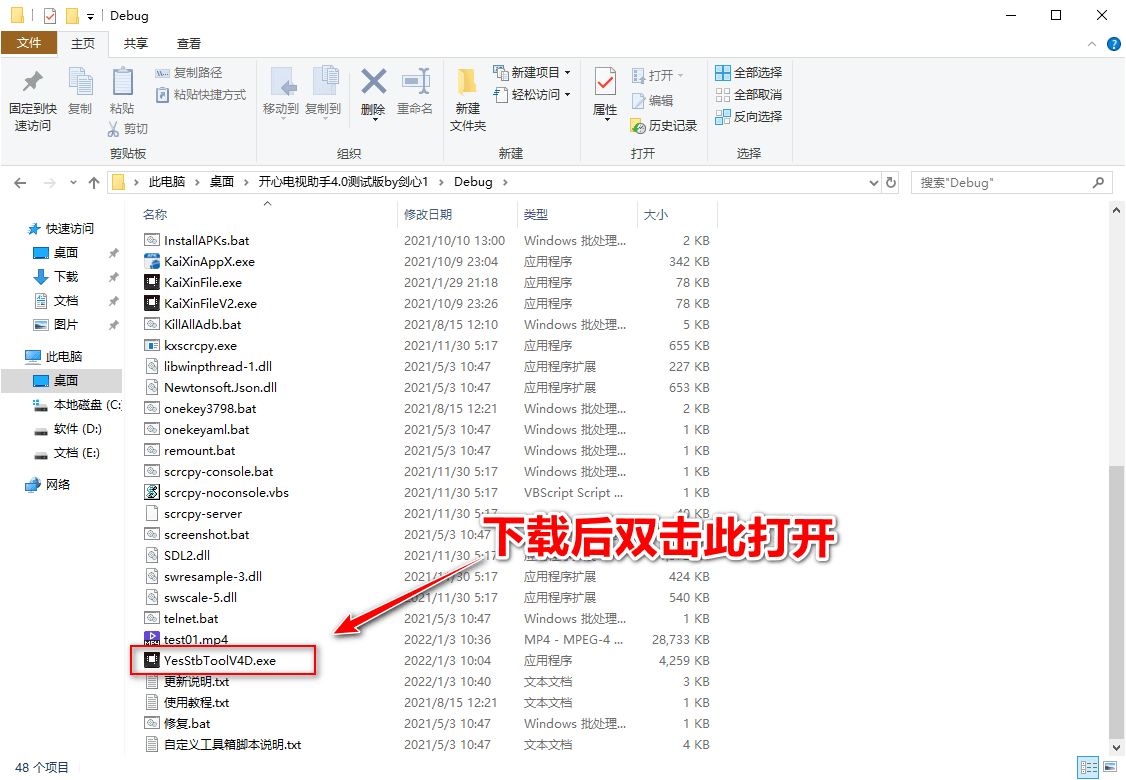 Debug
文件 主页 共享 查看
固定到快速访问 复制 粘贴 复制路径 粘贴快捷方式 剪切
移动到 复制到 删除 重命名
新建文件夹 新建项目 轻松访问
属性 打开 编辑 历史记录
全部选择 全部取消 反向选择
剪贴板 组织 新建 打开 选择
此电脑 桌面 开心电视助手4.0测试版by剑心1 Debug 搜索"Debug"
快速访问
桌面
下载
文档
图片
此电脑
桌面
本地磁盘 (C:
软件 (D:)
文档 (E:)
网络
名称 修改日期 类型 大小
InstallAPKs.bat 2021/10/10 13:00 Windows 批处理... 2 KB
KaiXinAppX.exe 2021/10/9 23:04 应用程序 342 KB
KaiXinFile.exe 2021/1/29 21:18 应用程序 78 KB
KaiXinFileV2.exe 2021/10/9 23:26 应用程序 78 KB
KillAllAdb.bat 2021/8/15 12:10 Windows 批处理... 5 KB
kxscrcpy.exe 2021/11/30 5:17 应用程序 655 KB
libwinpthread-1.dll 2021/5/3 10:47 应用程序扩展 227 KB
Newtonsoft.Json.dll 2021/5/3 10:47 应用程序扩展 653 KB
onekey3798.bat 2021/8/15 12:21 Windows 批处理... 2 KB
onekeyaml.bat 2021/5/3 10:47 Windows 批处理... 1 KB
remount.bat 2021/5/3 10:47 Windows 批处理... 1 KB
scrcpy-console.bat 2021/11/30 5:17 Windows 批处理... 1 KB
scrcpy-noconsole.vbs 2021/11/30 5:17 VBScript Script ... 1 KB
scrcpy-server 2021/11/30 5:17 40 KB
下载后双击此打开
screenshot.bat 2021/5/3 10:47
SDL2.dll 2021/11/30 5:17
swresample-3.dll 2021/11/30 5:17 应用程序扩展 424 KB
swscale-5.dll 2021/11/30 5:17 应用程序扩展 540 KB
telnet.bat 2021/5/3 10:47 Windows 批处理... 1 KB
test01.mp4 2022/1/3 10:36 MP4 - MPEG-4 ... 28,733 KB
YesStbToolV4D.exe 2022/1/3 10:04 应用程序 4,259 KB
更新说明.txt 2022/1/3 10:40 文本文档 3 KB
使用教程.txt 2021/8/15 12:21 文本文档 1 KB
修复.bat 2021/5/3 10:47 Windows 批处理... 1 KB
自定义工具箱脚本说明.txt 2021/5/3 10:47 文本文档 4 KB
48 个项目